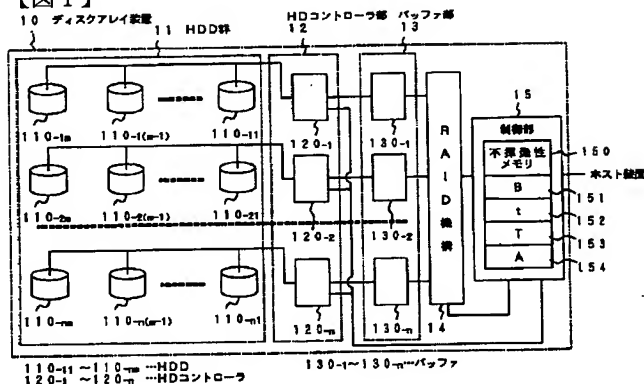 【図1】
10 ディスクアレイ装置
11 HDD群
12
HDコントローラ部
バッファ部
13
110-1m
110-1(m-1)
110-11
120-1
130-1
110-2m
110-2(m-1)
110-21
120-2
130-2
110-nm
110-n(m-1)
110-n1
120-n
130-n
RAID機構
14
15
制御部
不揮発性
メモリ
150
ホスト装置
B
151
t
152
T
153
A
154
110-11 ~110-nm …HDD
120-1 ~120-n …HDコントローラ
130-1~130-n…バッファ